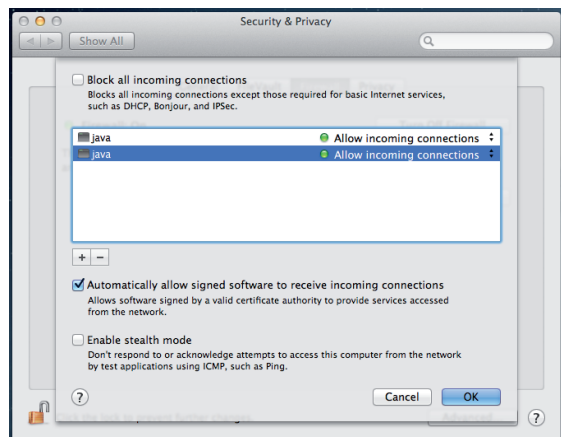 Security & Privacy
Show All
Block all incoming connections
Blocks all incoming connections except those required for basic Internet services,
such as DHCP, Bonjour, and IPSec.
java Allow incoming connections
java Allow incoming connections
+ −
Automatically allow signed software to receive incoming connections
Allows software signed by a valid certificate authority to provide services accessed
from the network.
Enable stealth mode
Don't respond to or acknowledge attempts to access this computer from the network
by test applications using ICMP, such as Ping.
? Cancel OK
Click the lock to prevent further changes. Advanced ?